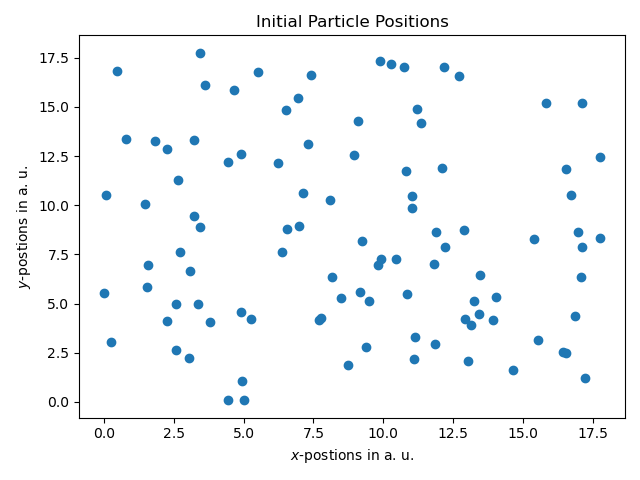 Initial Particle Positions
17.5
15.0
12.5
10.0
7.5
5.0
2.5
0.0
y-postions in a. u.
0.0 2.5 5.0 7.5 10.0 12.5 15.0 17.5
x-postions in a. u.